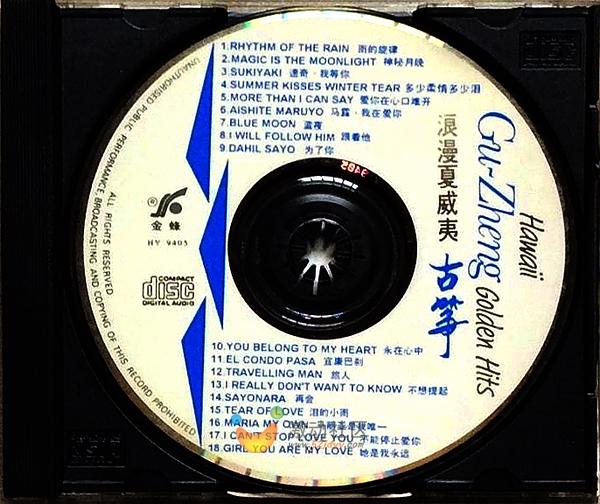 1.RHYTHM OF THE RAIN 雨的旋律
2.MAGIC IS THE MOONLIGHT 神秘月晚
3.SUKIYAKI 速奇·我等你
4.SUMMER KISSES WINTER TEAR 多少柔情多少泪
5.MORE THAN I CAN SAY 爱你在心口难开
6.AISHITE MARUYO 马露·我在爱你
7.BLUE MOON 蓝夜
8.I WILL FOLLOW HIM 跟着他
9.DAHIL SAYO 为了你
3405
浪漫夏威夷
古筝
Hawaii
Gu-Zheng Golden Hits
®
金蜂
HY 9405
COMPACT
disc
DIGITAL AUDIO
UNAUTHORISED PUBLIC PERFORMANCE, BROADCASTING AND COPYING OF THIS RECORD PROHIBITED
ALL RIGHTS RESERVED
10.YOU BELONG TO MY HEART 永在心中
11.EL CONDO PASA 宜康巴刹
12.TRAVELLING MAN 旅人
13.I REALLY DON'T WANT TO KNOW 不想提起
14.SAYONARA 再会
15.TEAR OF LOVE 泪的小雨
16.MARIA MY OWN 是我唯一
17.I CAN'T STOP LOVE YOU 不能停止爱你
18.GIRL YOU ARE MY LOVE 她是我永远